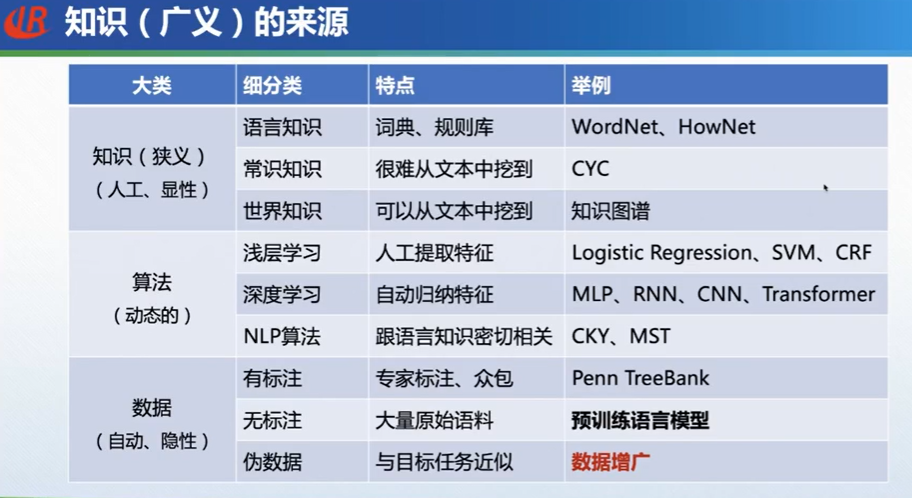 知识（广义）的来源
大类 细分类 特点 举例
知识（狭义）
（人工、显性）
语言知识 词典、规则库 WordNet、HowNet
常识知识 很难从文本中挖到 CYC
世界知识 可以从文本中挖到 知识图谱
算法
（动态的）
浅层学习 人工提取特征 Logistic Regression、SVM、CRF
深度学习 自动归纳特征 MLP、RNN、CNN、Transformer
NLP算法 跟语言知识密切相关 CKY、MST
数据
（自动、隐性）
有标注 专家标注、众包 Penn TreeBank
无标注 大量原始语料 预训练语言模型
伪数据 与目标任务近似 数据增广